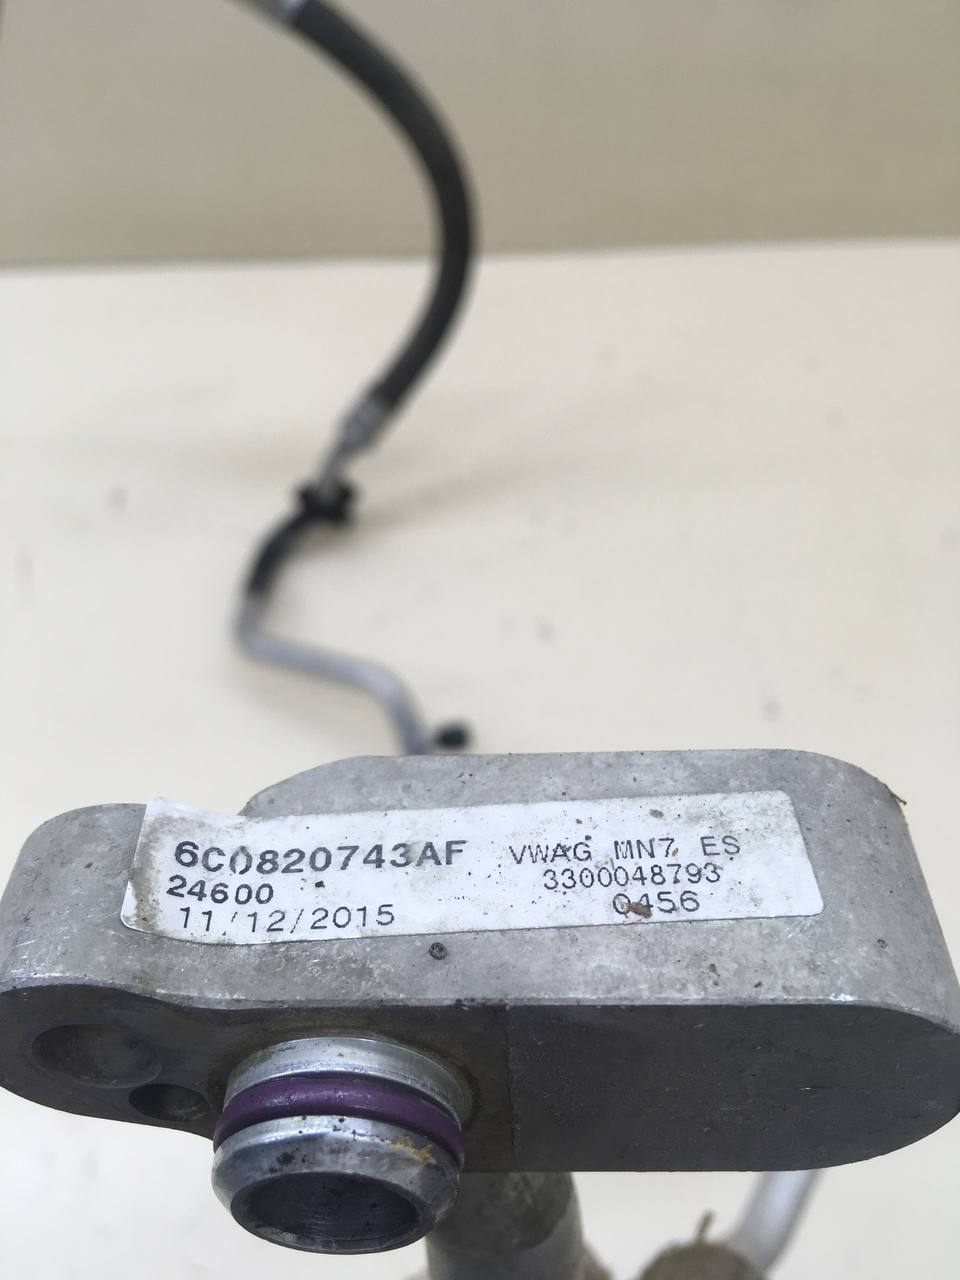 6C0820743AF
24600
11/12/2015
VWAG MN7 ES
3300048793
0456